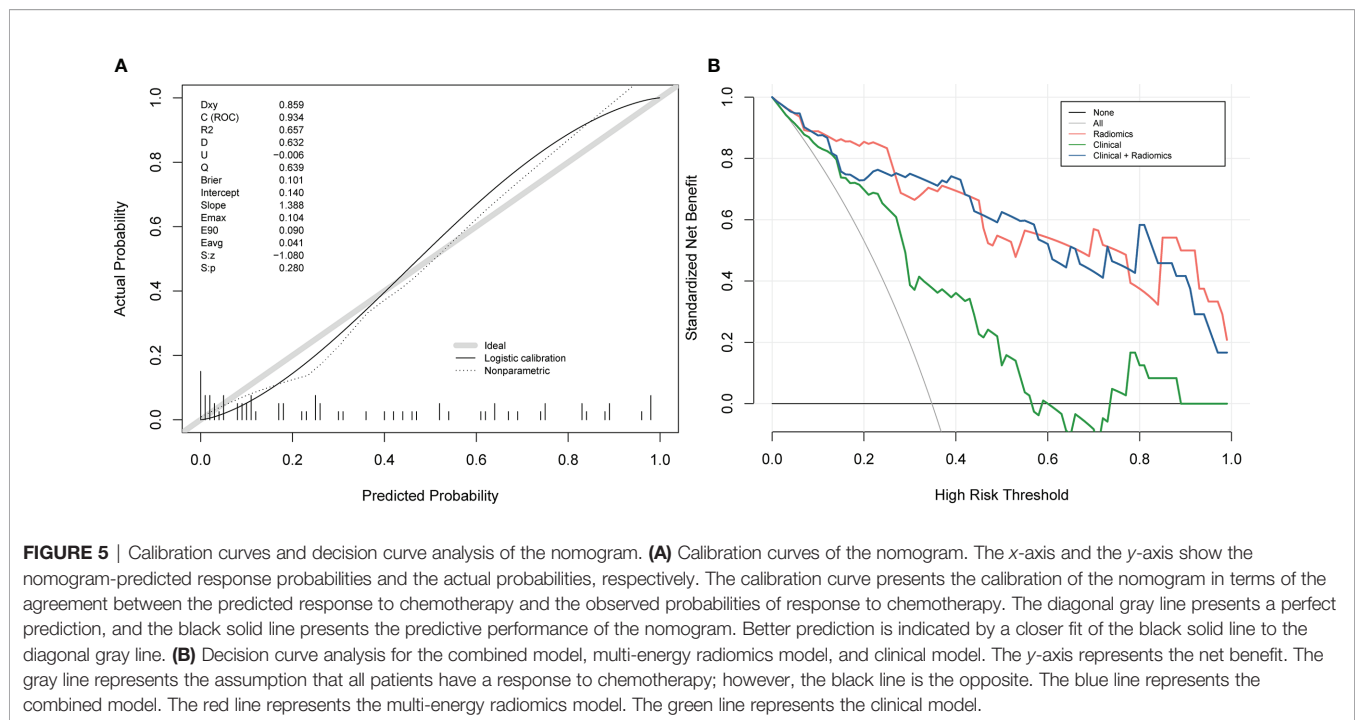 A
Dxy 0.859
C (ROC) 0.934
R2 0.657
D 0.632
U −0.006
Q 0.639
Brier 0.101
Intercept 0.140
Slope 1.388
Emax 0.104
E90 0.090
Eavg 0.041
S:z −1.080
S:p 0.280
Ideal
Logistic calibration
Nonparametric
Actual Probability
0.0
0.2
0.4
0.6
0.8
1.0
0.0 0.2 0.4 0.6 0.8 1.0
Predicted Probability
B
None
All
Radiomics
Clinical
Clinical + Radiomics
Standardized Net Benefit
0.0
0.2
0.4
0.6
0.8
1.0
0.0 0.2 0.4 0.6 0.8 1.0
High Risk Threshold
FIGURE 5 | Calibration curves and decision curve analysis of the nomogram. (A) Calibration curves of the nomogram. The x-axis and the y-axis show the
nomogram-predicted response probabilities and the actual probabilities, respectively. The calibration curve presents the calibration of the nomogram in terms of the
agreement between the predicted response to chemotherapy and the observed probabilities of response to chemotherapy. The diagonal gray line presents a perfect
prediction, and the black solid line presents the predictive performance of the nomogram. Better prediction is indicated by a closer fit of the black solid line to the
diagonal gray line. (B) Decision curve analysis for the combined model, multi-energy radiomics model, and clinical model. The y-axis represents the net benefit. The
gray line represents the assumption that all patients have a response to chemotherapy; however, the black line is the opposite. The blue line represents the
combined model. The red line represents the multi-energy radiomics model. The green line represents the clinical model.